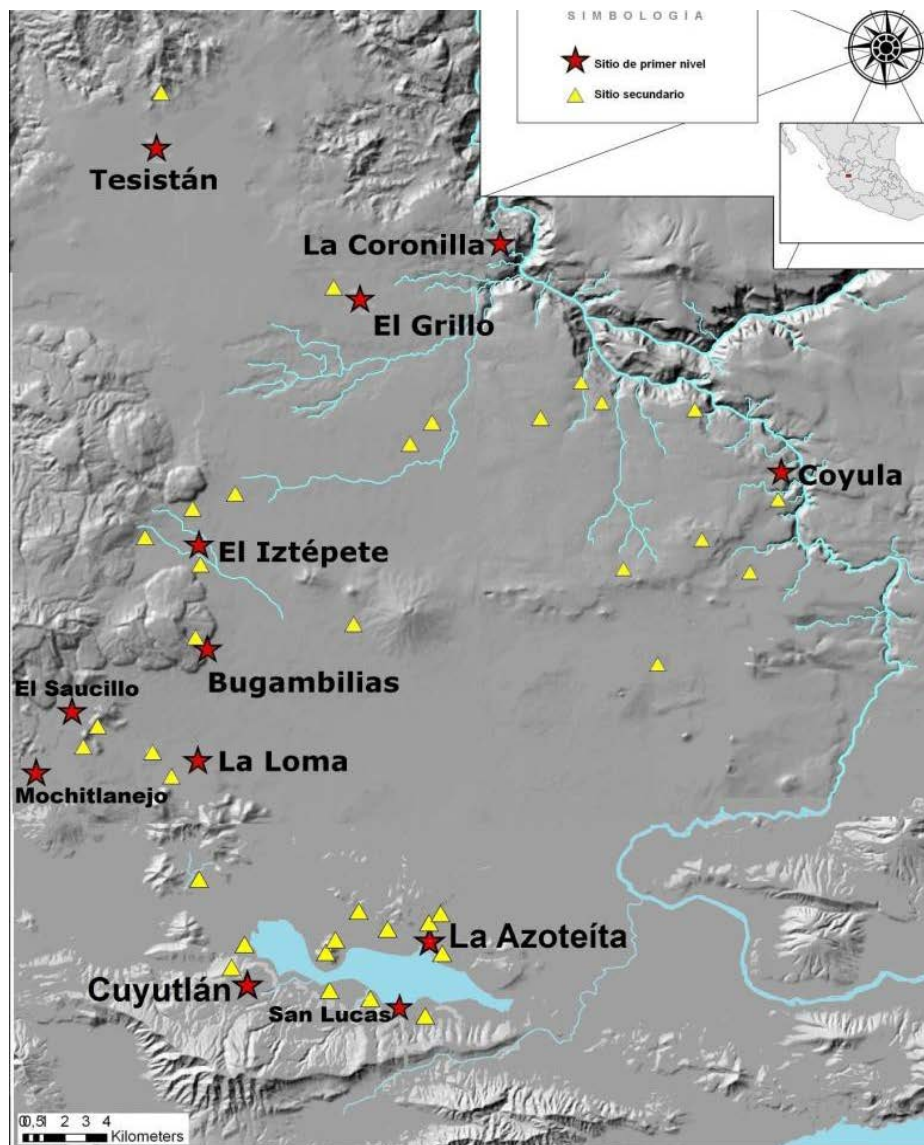 SIMBOLOGÍA
Sitio de primer nivel
Sitio secundario
Tesistán
La Coronilla
El Grillo
Coyula
El Iztépete
Bugambilias
El Saucillo
La Loma
Mochitlanejo
La Azoteíta
Cuyutlán
San Lucas
0 0,5 1 2 3 4
Kilometers